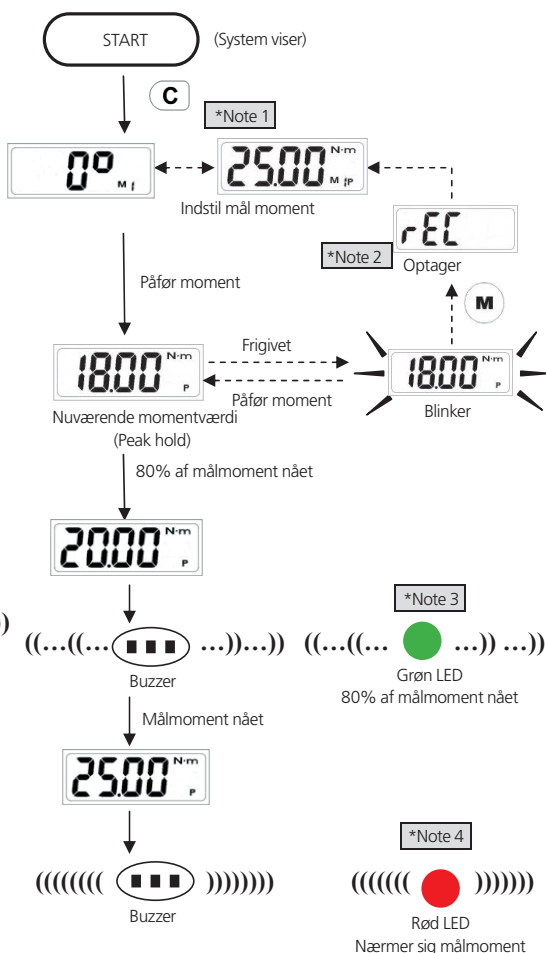 START
(System viser)
C
*Note 1
0° M f
25.00 N·m M fP
Indstil mål moment
rEC
*Note 2
Optager
Påfør moment
M
18.00 N·m P
Frigivet
Påfør moment
18.00 N·m P
Nuværende momentværdi
(Peak hold)
Blinker
80% af målmoment nået
20.00 N·m P
*Note 3
)) ((...((... ...))...)) ((...((... ...)) ...))
Buzzer
Grøn LED
80% af målmoment nået
Målmoment nået
25.00 N·m P
*Note 4
(((((((( )))))))) ((((((( )))))))
Buzzer
Rød LED
Nærmer sig målmoment